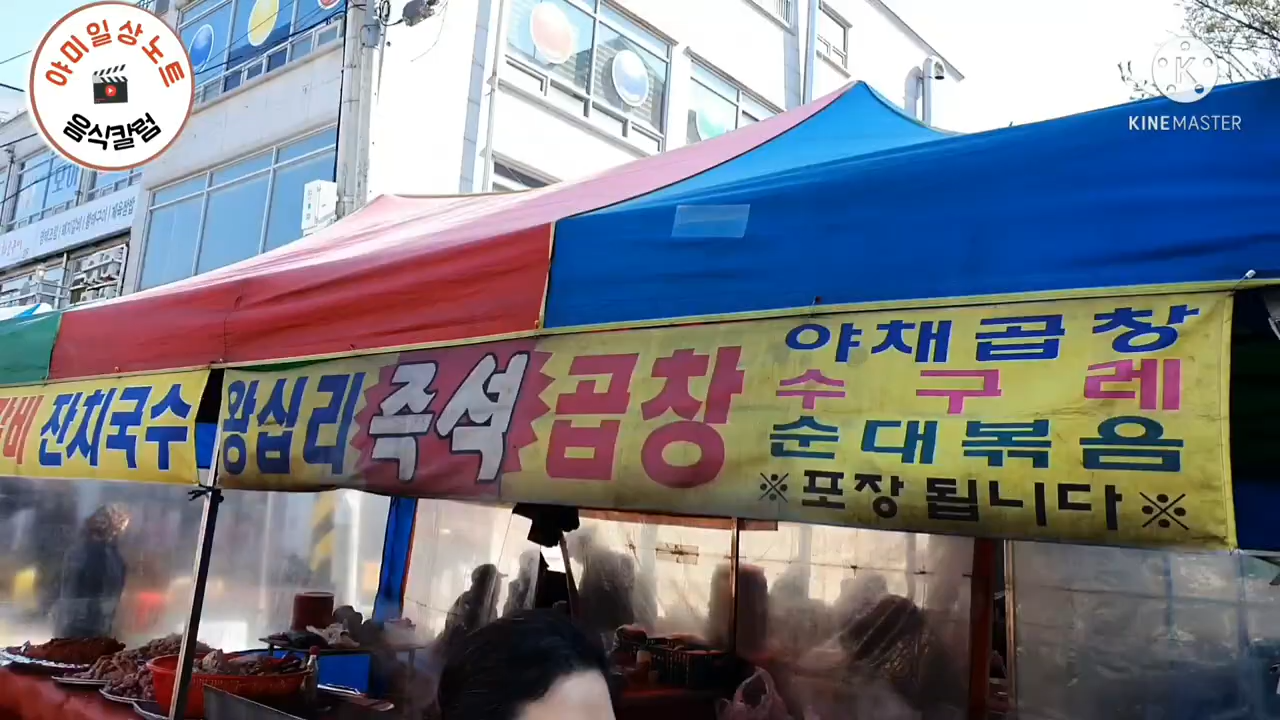 야미일상노트
음식칼럼
K
KINEMASTER
잔치국수
왕십리 즉석 곱창
야채곱창
수구레
순대볶음
※포장 됩니다※